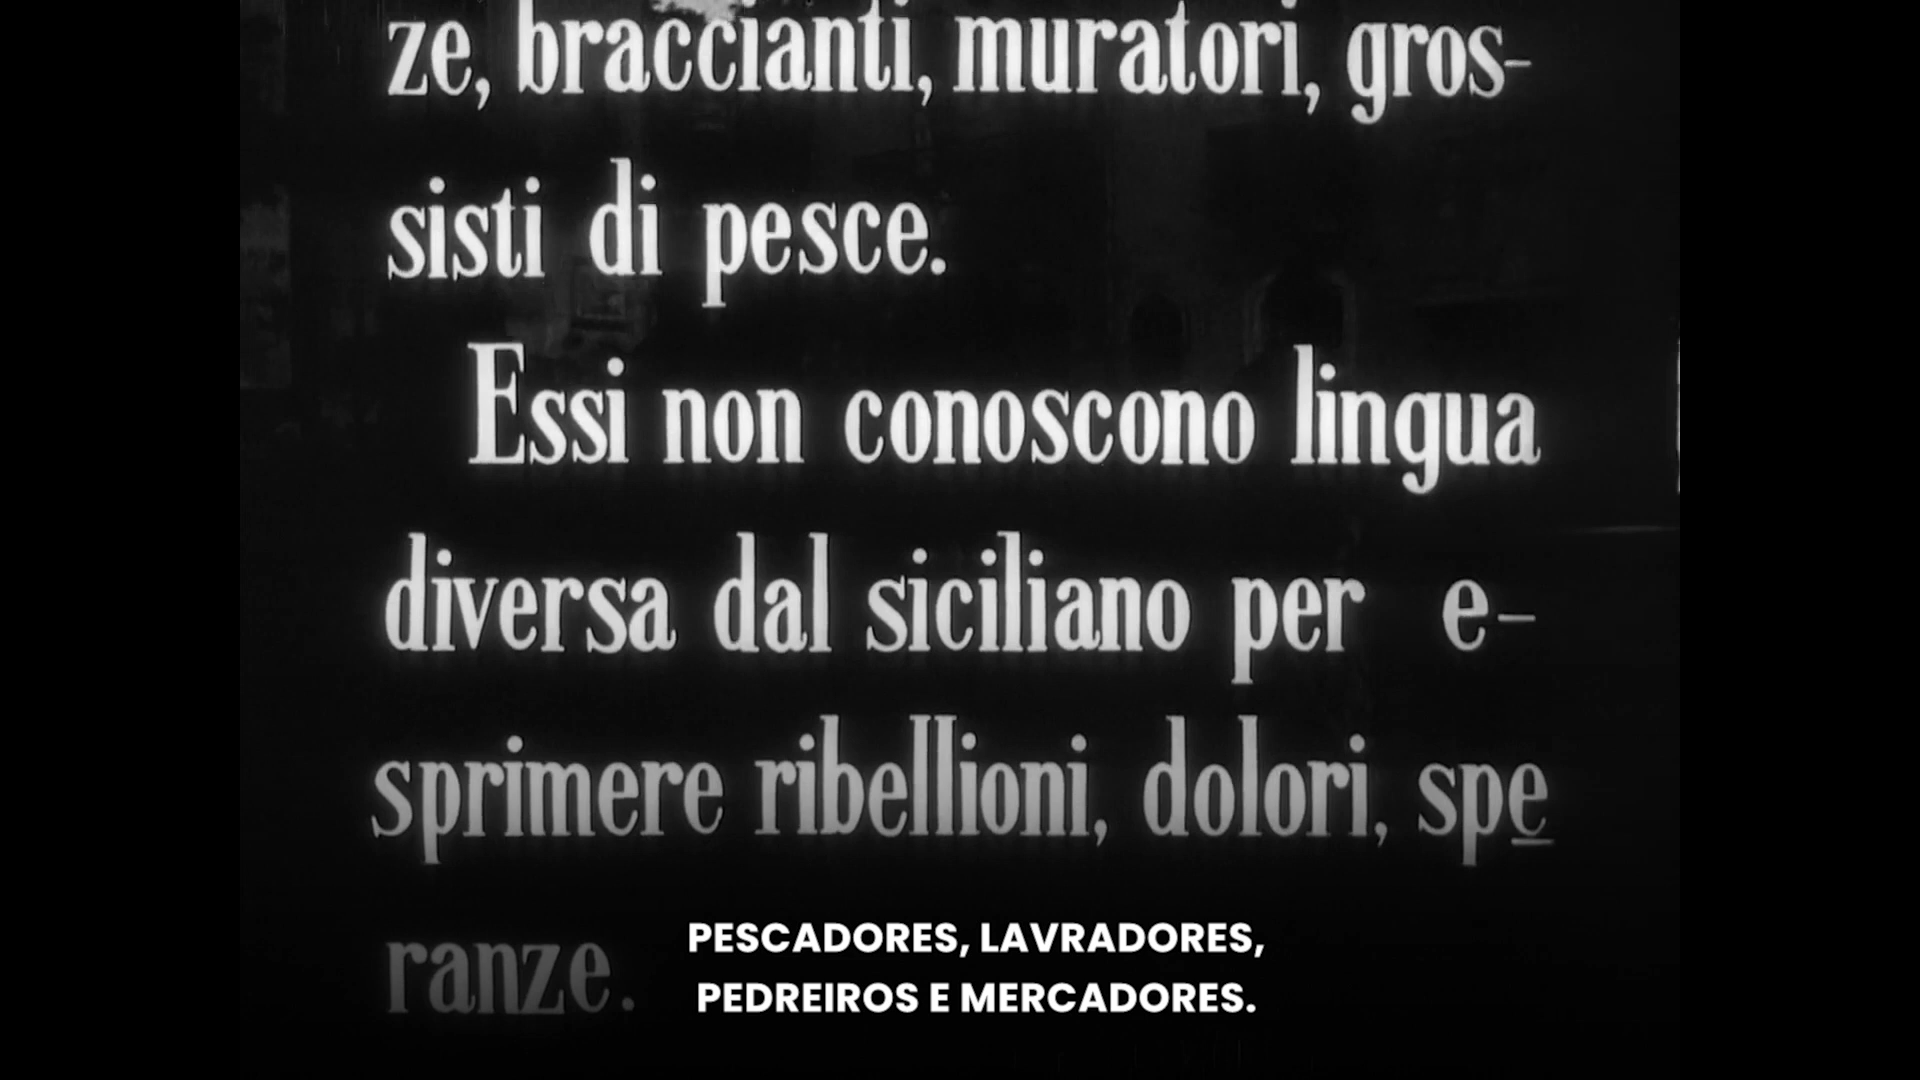 ze, braccianti, muratori, gros-
sisti di pesce.
Essi non conoscono lingua
diversa dal siciliano per e-
sprimere ribellioni, dolori, spe
ranze.
PESCADORES, LAVRADORES,
PEDREIROS E MERCADORES.